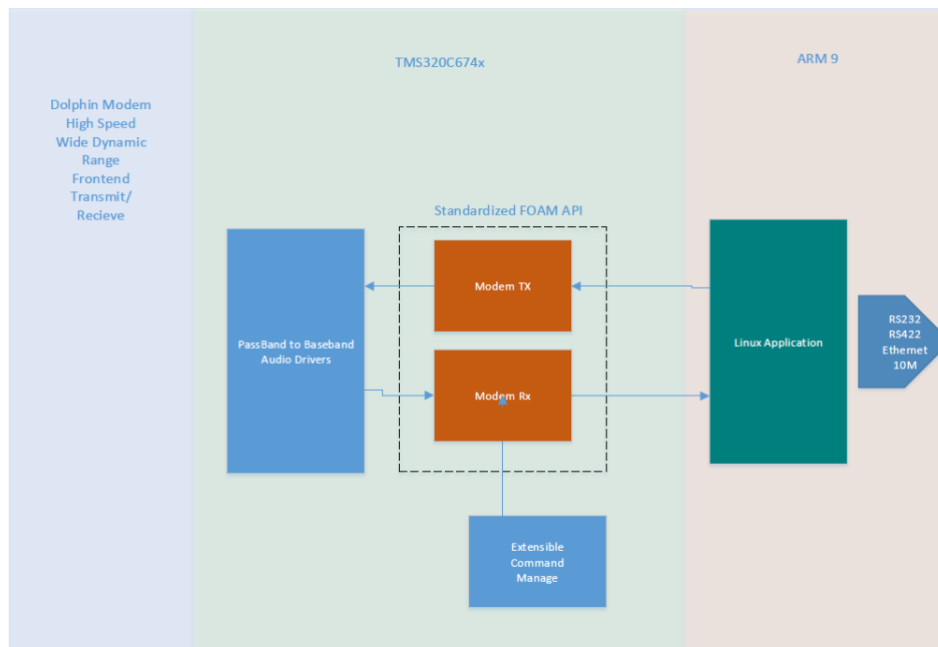 TMS320C674x
ARM 9
Dolphin Modem
High Speed
Wide Dynamic
Range
Frontend
Transmit/
Recieve
Standardized FOAM API
Modem TX
PassBand to Baseband
Audio Drivers
Modem Rx
Linux Application
RS232
RS422
Ethernet
10M
Extensible
Command
Manage